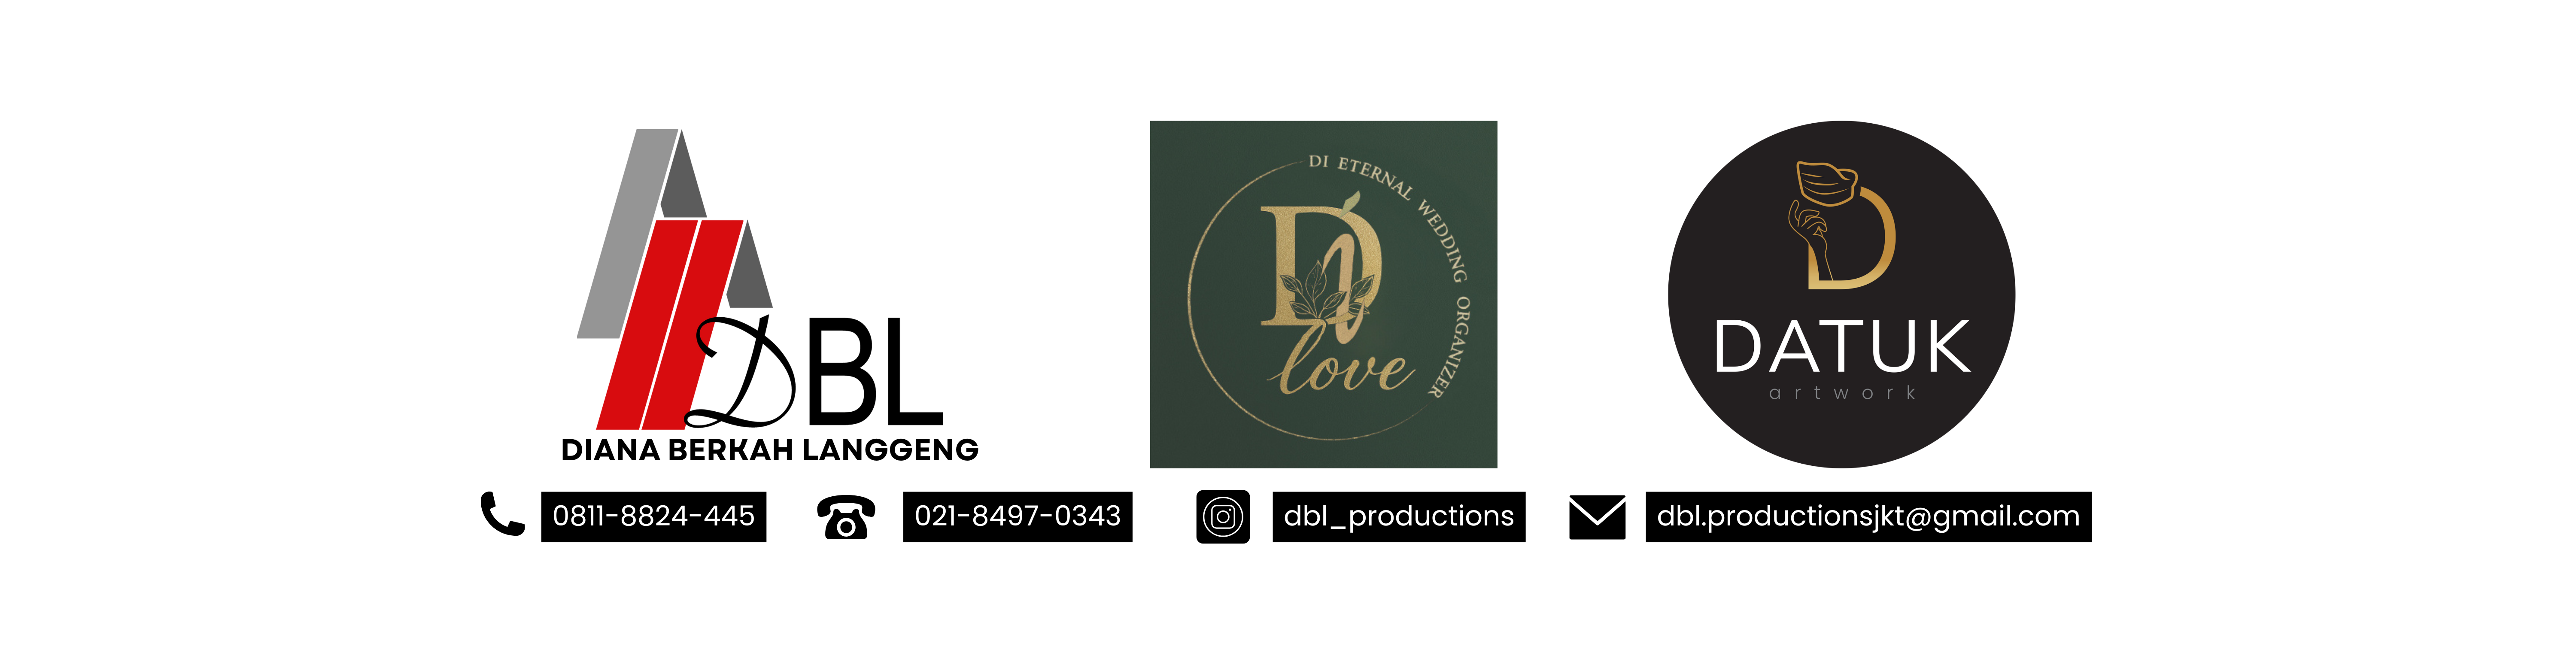 DBL
DIANA BERKAH LANGGENG
DI ETERNAL WEDDING ORGANIZER
Di
love
D
DATUK
artwork
0811-8824-445
021-8497-0343
dbl_productions
dbl.productionsjkt@gmail.com